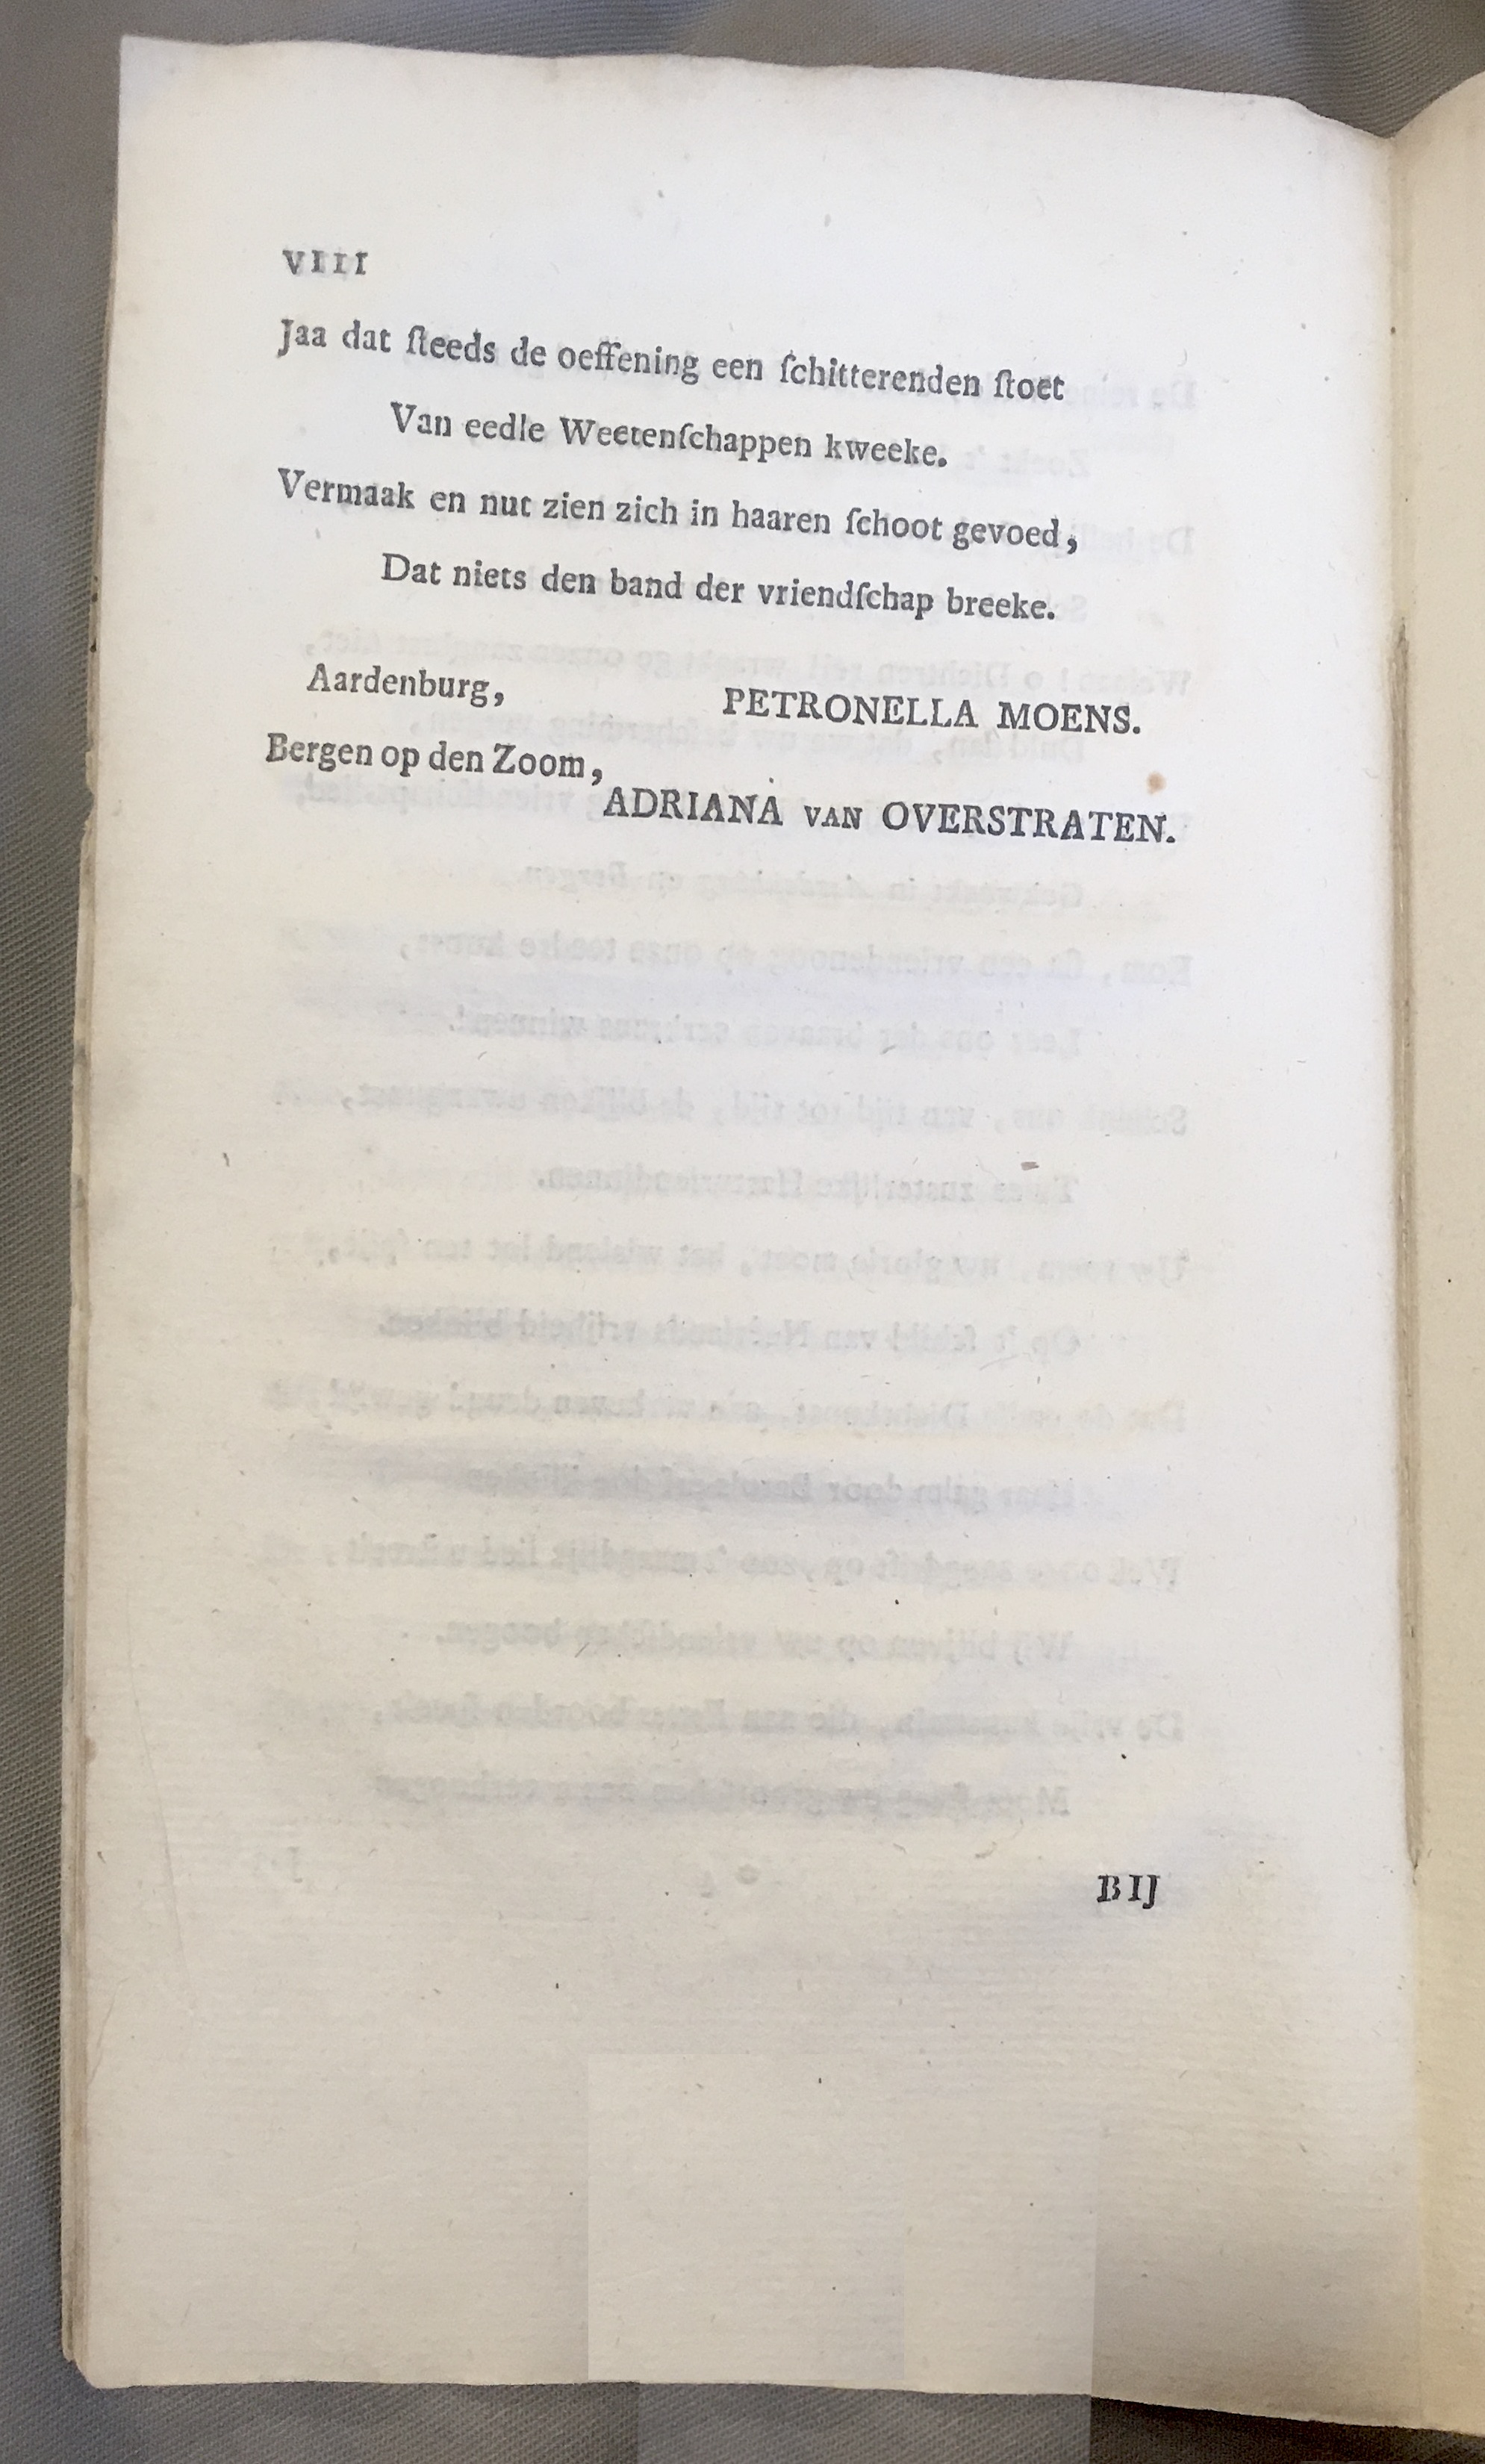 VIII
Jaa dat ſteeds de oeffening een ſchitterenden ſtoet
Van eedle Weetenſchappen kweeke.
Vermaak en nut zien zich in haaren ſchoot gevoed,
Dat niets den band der vriendſchap breeke.
Aardenburg,
PETRONELLA MOENS.
Bergen op den Zoom,
ADRIANA VAN OVERSTRATEN.
BIJ